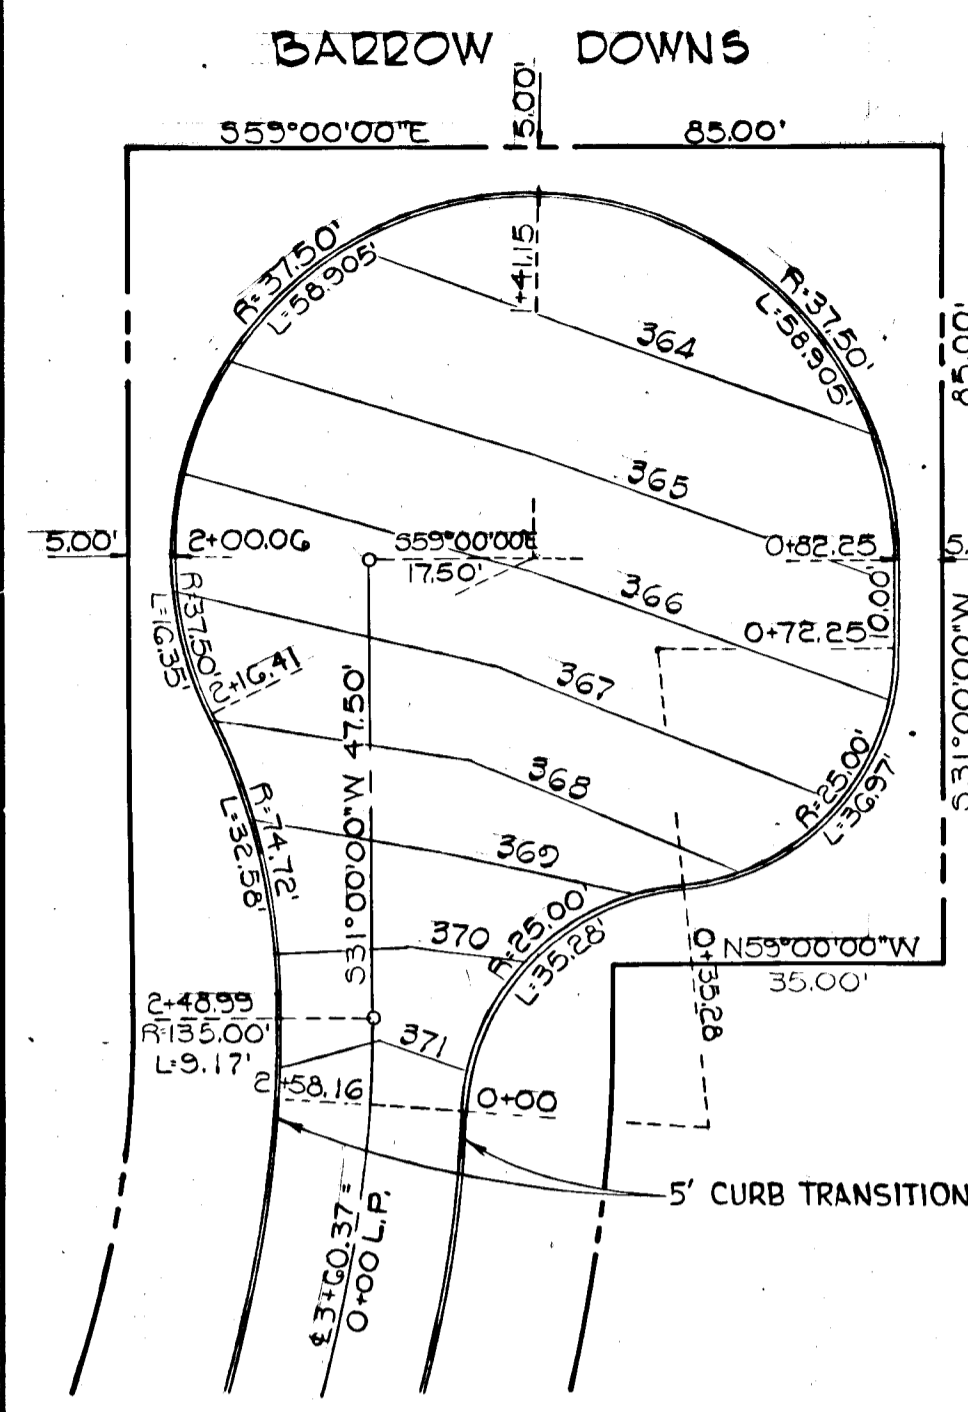 BARROW DOWNS
S59°00'00"E
5.00'
85.00'
1+41.15
R=37.50'
L=58.905'
R=37.50'
L=58.905'
85.00'
364
365
5.00'
2+00.06
S59°00'00E
17.50'
0+82.25
5.
10.00'
366
0+72.25
R=37.50'
L=16.35'
2+16.41
367
S31°00'00"W 47.50'
S31°00'00"W
368
R=25.00'
L=36.97'
R=74.72'
L=32.58'
369
370
R=25.00'
L=35.28'
0+35.28
N59°00'00"W
35.00'
2+48.99
R=135.00'
L=9.17'
371
2+58.16
0+00
5' CURB TRANSITION
℄ 3+60.37=
0+00 L.P.